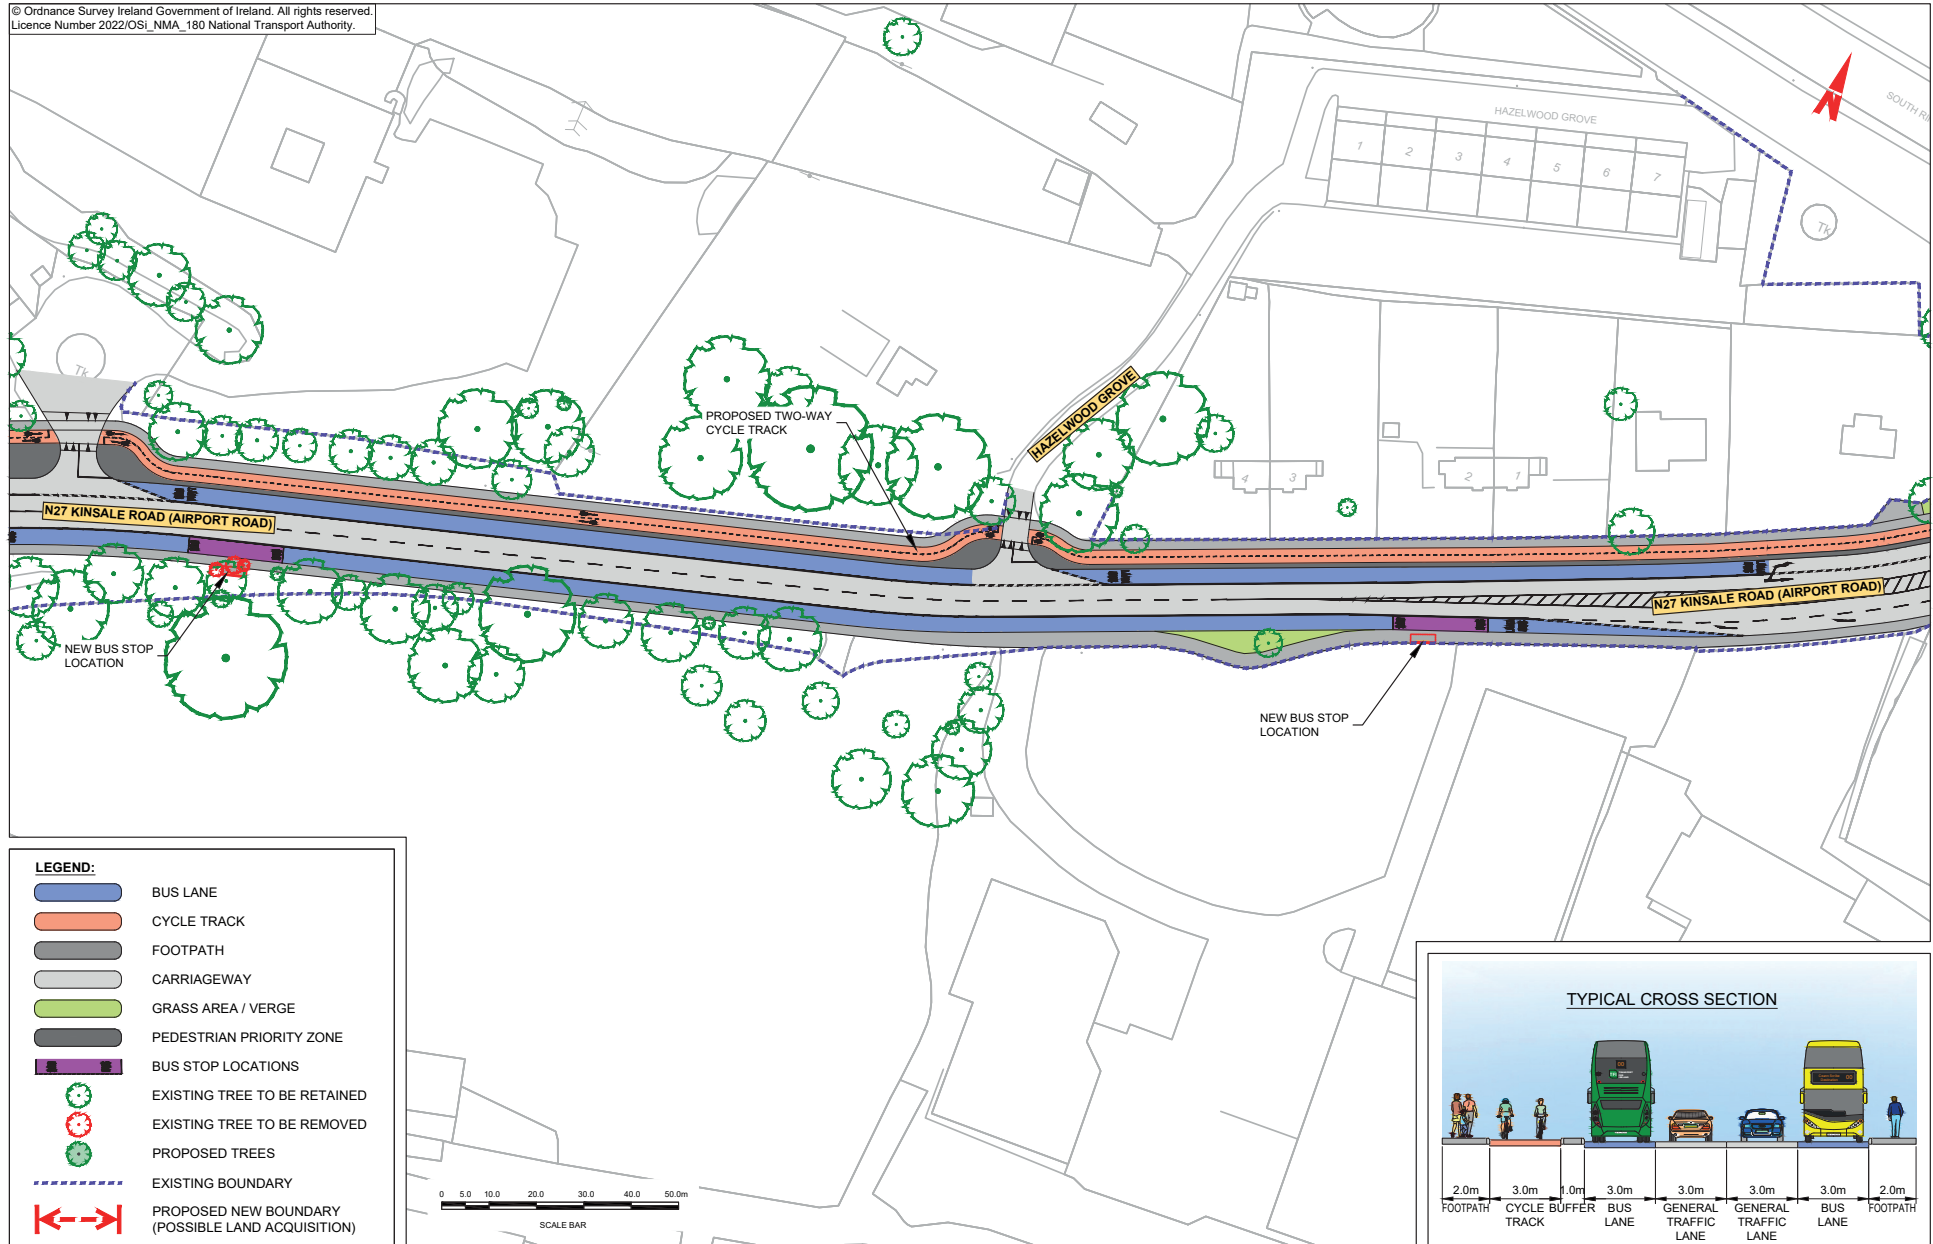 © Ordnance Survey Ireland Government of Ireland. All rights reserved.
Licence Number 2022/OSi_NMA_180 National Transport Authority.
HAZELWOOD GROVE
1
2
3
4
5
6
7
N
Tk
Tk
PROPOSED TWO-WAY
CYCLE TRACK
HAZELWOOD GROVE
4
3
2
1
N27 KINSALE ROAD (AIRPORT ROAD)
N27 KINSALE ROAD (AIRPORT ROAD)
NEW BUS STOP
LOCATION
NEW BUS STOP
LOCATION
LEGEND:
BUS LANE
CYCLE TRACK
FOOTPATH
CARRIAGEWAY
GRASS AREA / VERGE
PEDESTRIAN PRIORITY ZONE
BUS STOP LOCATIONS
EXISTING TREE TO BE RETAINED
EXISTING TREE TO BE REMOVED
PROPOSED TREES
EXISTING BOUNDARY
PROPOSED NEW BOUNDARY
(POSSIBLE LAND ACQUISITION)
0 5.0 10.0 20.0 30.0 40.0 50.0m
SCALE BAR
TYPICAL CROSS SECTION
2.0m 3.0m 1.0m 3.0m 3.0m 3.0m 3.0m 2.0m
FOOTPATH CYCLE TRACK BUFFER BUS LANE GENERAL TRAFFIC LANE GENERAL TRAFFIC LANE BUS LANE FOOTPATH